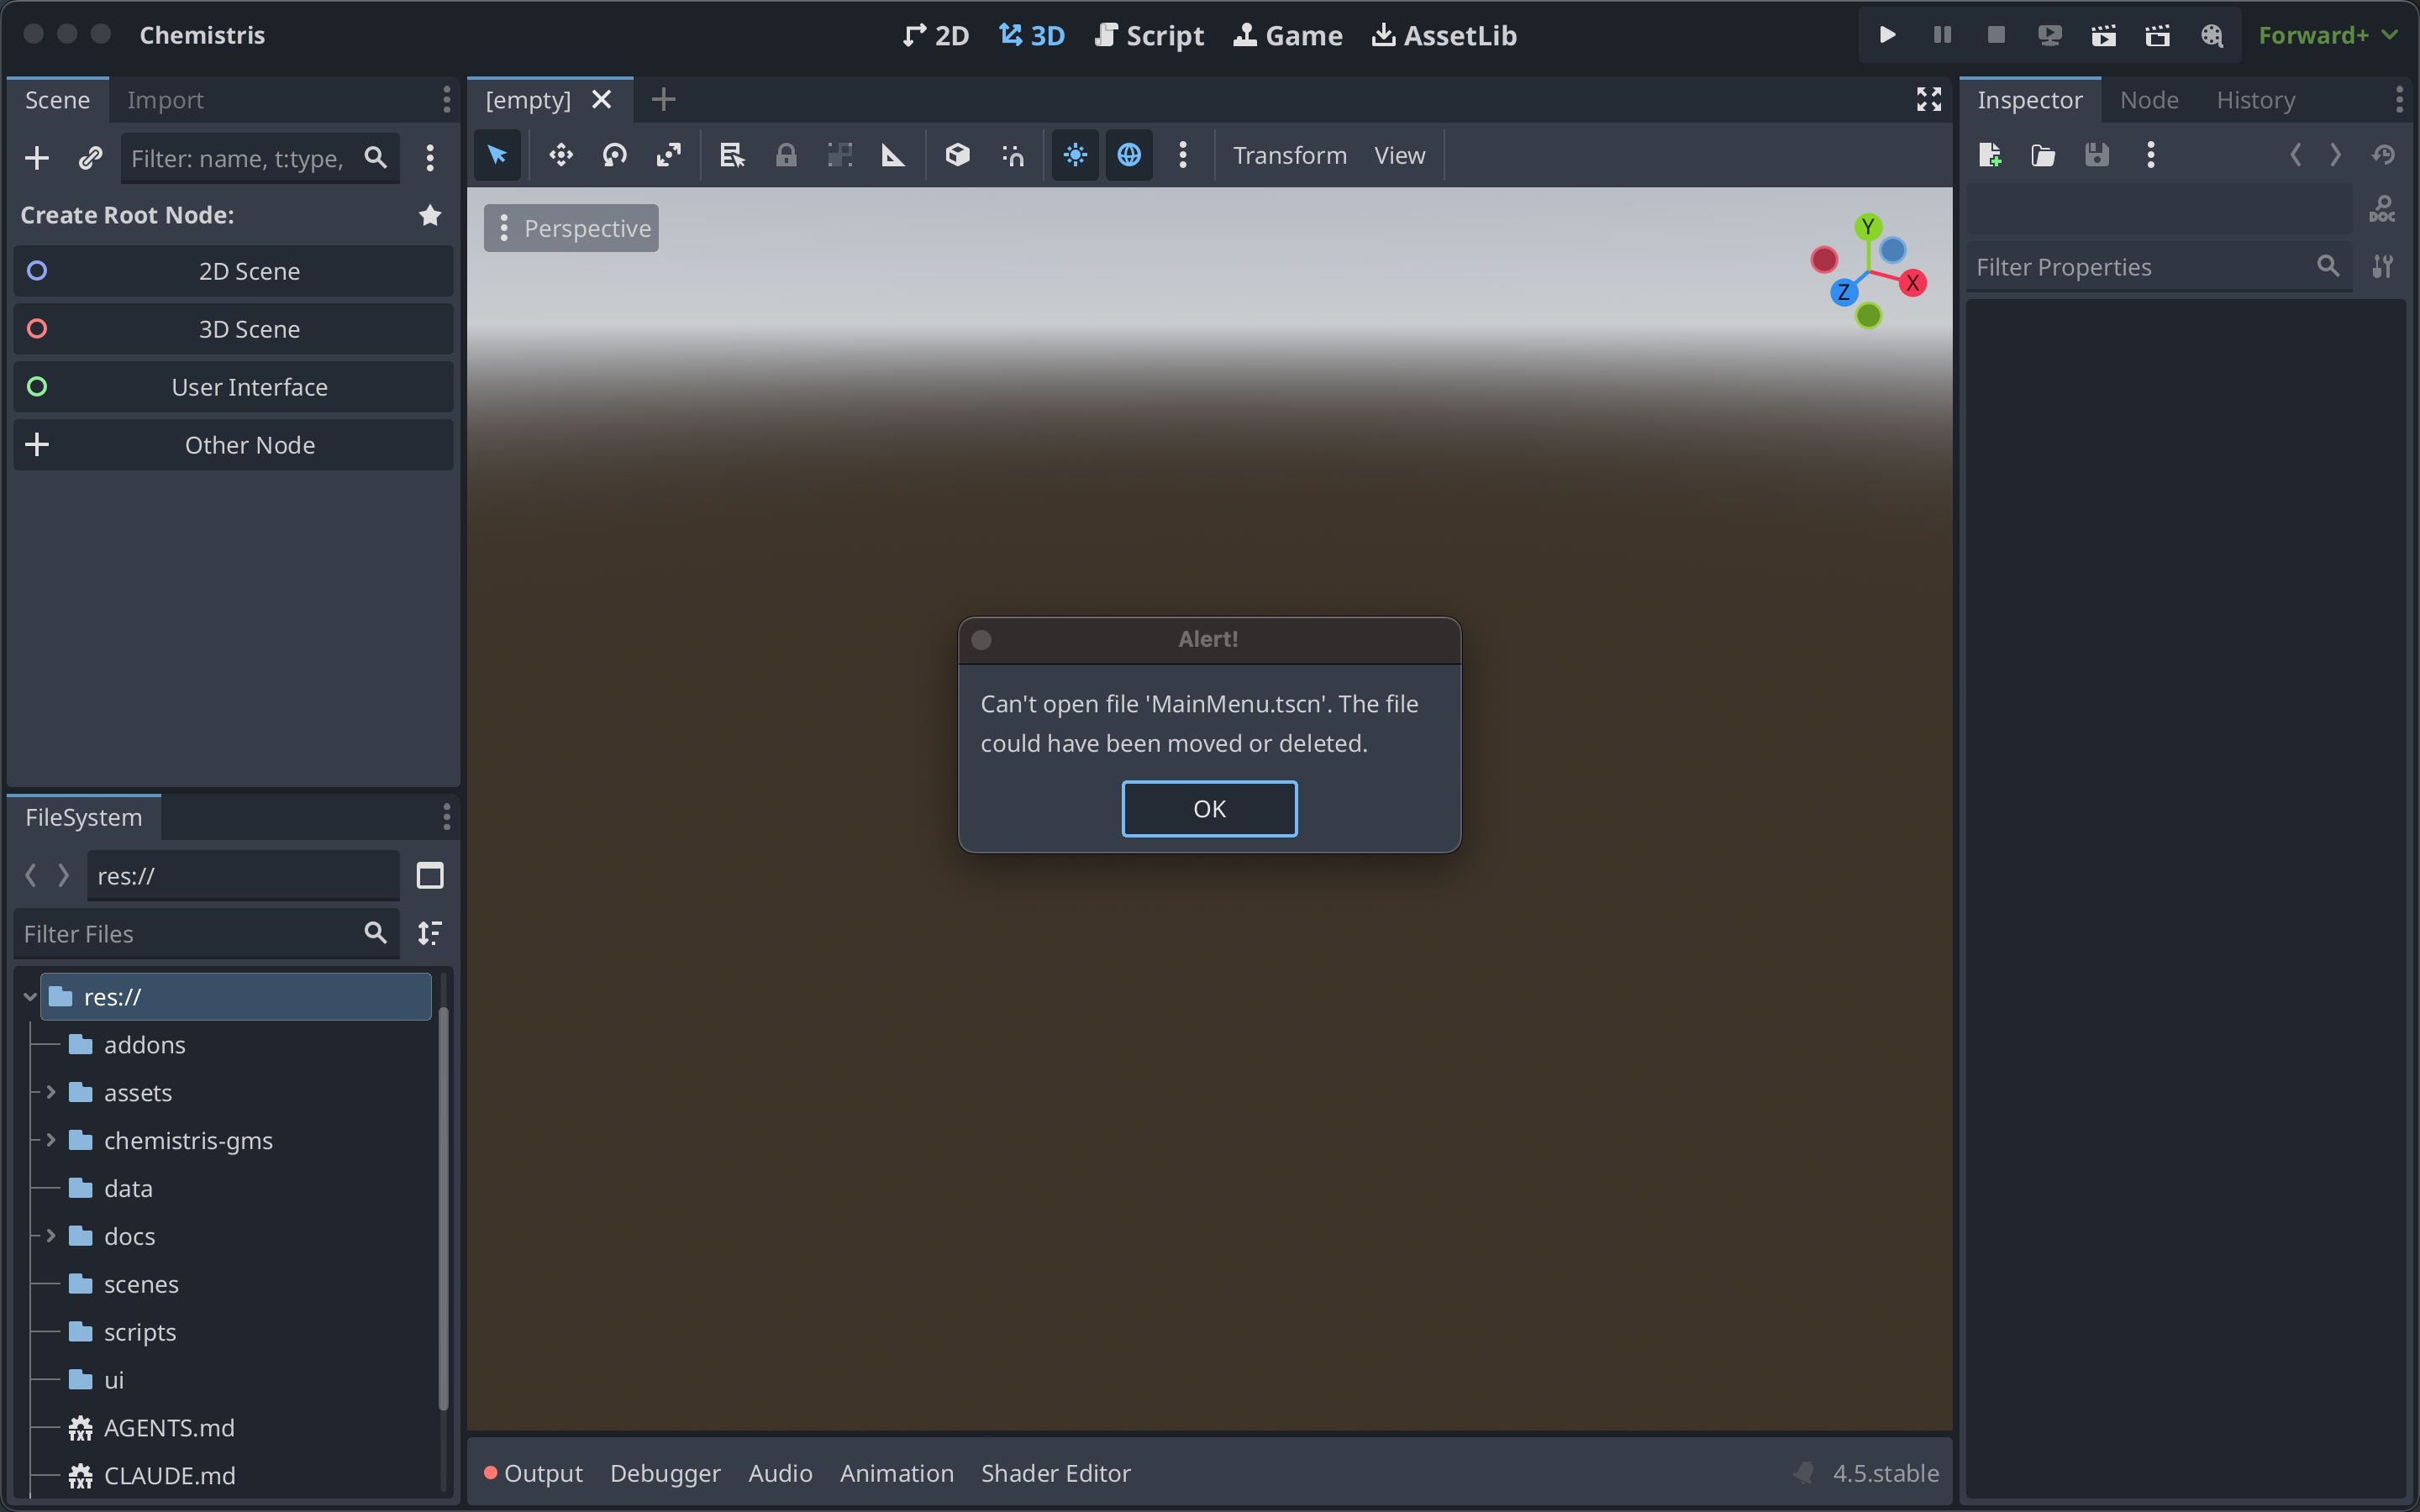 Chemistris
2D 3D Script Game AssetLib
Forward+
Scene Import
[empty]
Inspector Node History
Filter: name, t:type,
Transform View
Create Root Node:
DOC
2D Scene
3D Scene
User Interface
Other Node
Perspective
Y
X
Z
Filter Properties
Alert!
Can't open file 'MainMenu.tscn'. The file
could have been moved or deleted.
OK
FileSystem
res://
Filter Files
res://
addons
assets
chemistris-gms
data
docs
scenes
scripts
ui
TXT AGENTS.md
TXT CLAUDE.md
Output Debugger Audio Animation Shader Editor
4.5.stable